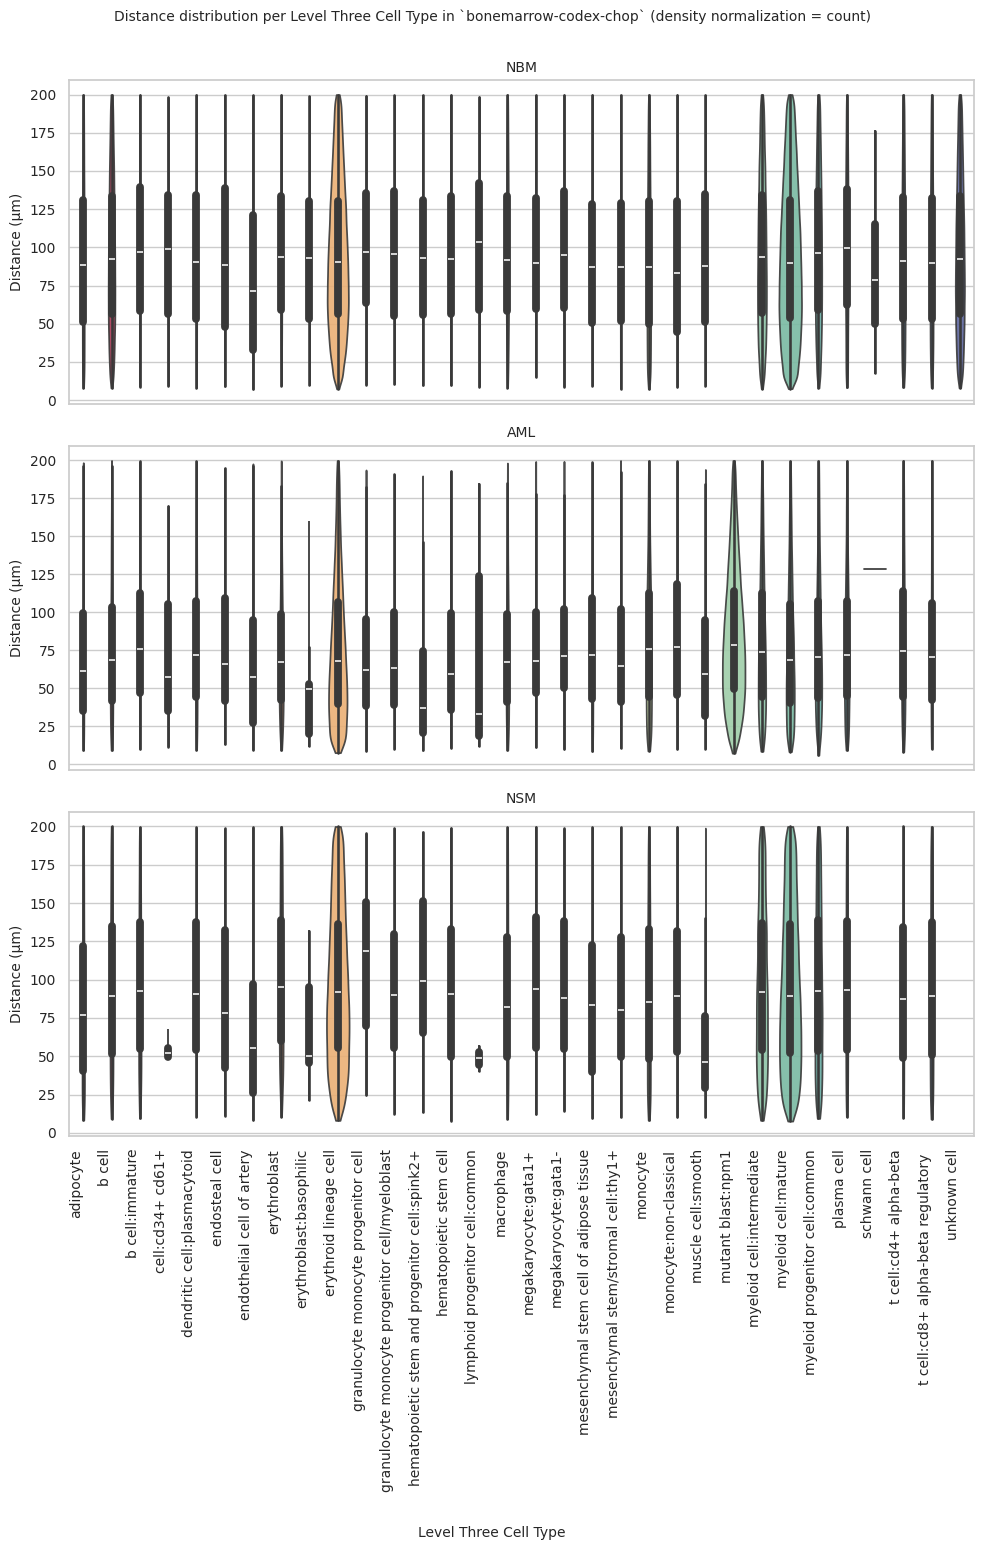 Distance distribution per Level Three Cell Type in `bonemarrow-codex-chop` (density normalization = count)
NBM
200
175
150
125
100
75
50
25
0
Distance (µm)
AML
200
175
150
125
100
75
50
25
0
Distance (µm)
NSM
200
175
150
125
100
75
50
25
0
Distance (µm)
adipocyte
b cell
b cell:immature
cell:cd34+ cd61+
dendritic cell:plasmacytoid
endosteal cell
endothelial cell of artery
erythroblast
erythroblast:basophilic
erythroid lineage cell
granulocyte monocyte progenitor cell
granulocyte monocyte progenitor cell/myeloblast
hematopoietic stem and progenitor cell:spink2+
hematopoietic stem cell
lymphoid progenitor cell:common
macrophage
megakaryocyte:gata1+
megakaryocyte:gata1-
mesenchymal stem cell of adipose tissue
mesenchymal stem/stromal cell:thy1+
monocyte
monocyte:non-classical
muscle cell:smooth
mutant blast:npm1
myeloid cell:intermediate
myeloid cell:mature
myeloid progenitor cell:common
plasma cell
schwann cell
t cell:cd4+ alpha-beta
t cell:cd8+ alpha-beta regulatory
unknown cell
Level Three Cell Type